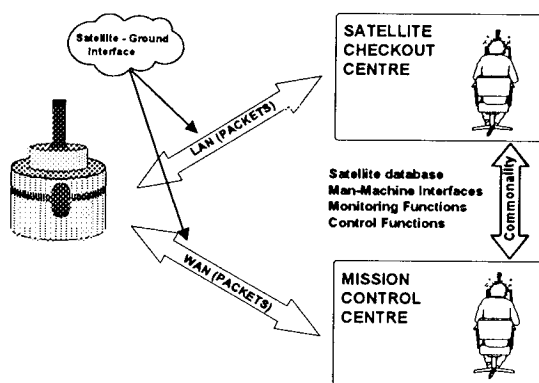 Satellite - Ground
Interface
SATELLITE
CHECKOUT
CENTRE
LAN (PACKETS)
Satellite database
Man-Machine Interfaces
Monitoring Functions
Control Functions
Commonality
WAN (PACKETS)
MISSION
CONTROL
CENTRE